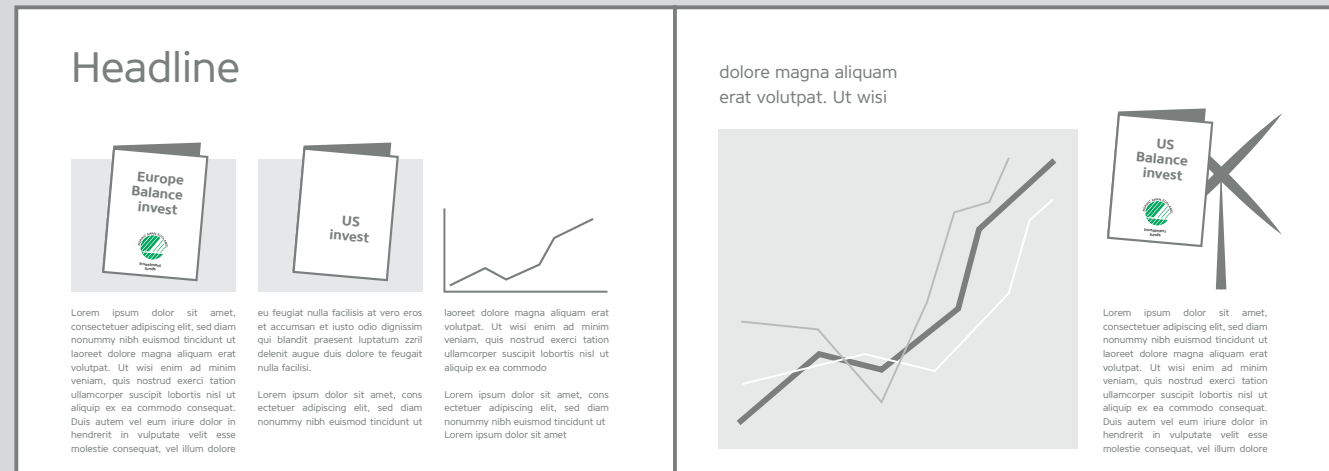 Headline
Europe
Balance
invest
US
invest
Lorem ipsum dolor sit amet,
consectetuer adipiscing elit, sed diam
nonummy nibh euismod tincidunt ut
laoreet dolore magna aliquam erat
volutpat. Ut wisi enim ad minim
veniam, quis nostrud exerci tation
ullamcorper suscipit lobortis nisl ut
aliquip ex ea commodo consequat.
Duis autem vel eum iriure dolor in
hendrerit in vulputate velit esse
molestie consequat, vel illum dolore
eu feugiat nulla facilisis at vero eros
et accumsan et iusto odio dignissim
qui blandit praesent luptatum zzril
delenit augue duis dolore te feugait
nulla facilisi.
Lorem ipsum dolor sit amet, cons
ectetuer adipiscing elit, sed diam
nonummy nibh euismod tincidunt ut
laoreet dolore magna aliquam erat
volutpat. Ut wisi enim ad minim
veniam, quis nostrud exerci tation
ullamcorper suscipit lobortis nisl ut
aliquip ex ea commodo
Lorem ipsum dolor sit amet, cons
ectetuer adipiscing elit, sed diam
nonummy nibh euismod tincidunt ut
Lorem ipsum dolor sit amet
dolore magna aliquam
erat volutpat. Ut wisi
US
Balance
invest
Lorem ipsum dolor sit amet,
consectetuer adipiscing elit, sed diam
nonummy nibh euismod tincidunt ut
laoreet dolore magna aliquam erat
volutpat. Ut wisi enim ad minim
veniam, quis nostrud exerci tation
ullamcorper suscipit lobortis nisl ut
aliquip ex ea commodo consequat.
Duis autem vel eum iriure dolor in
hendrerit in vulputate velit esse
molestie consequat, vel illum dolore